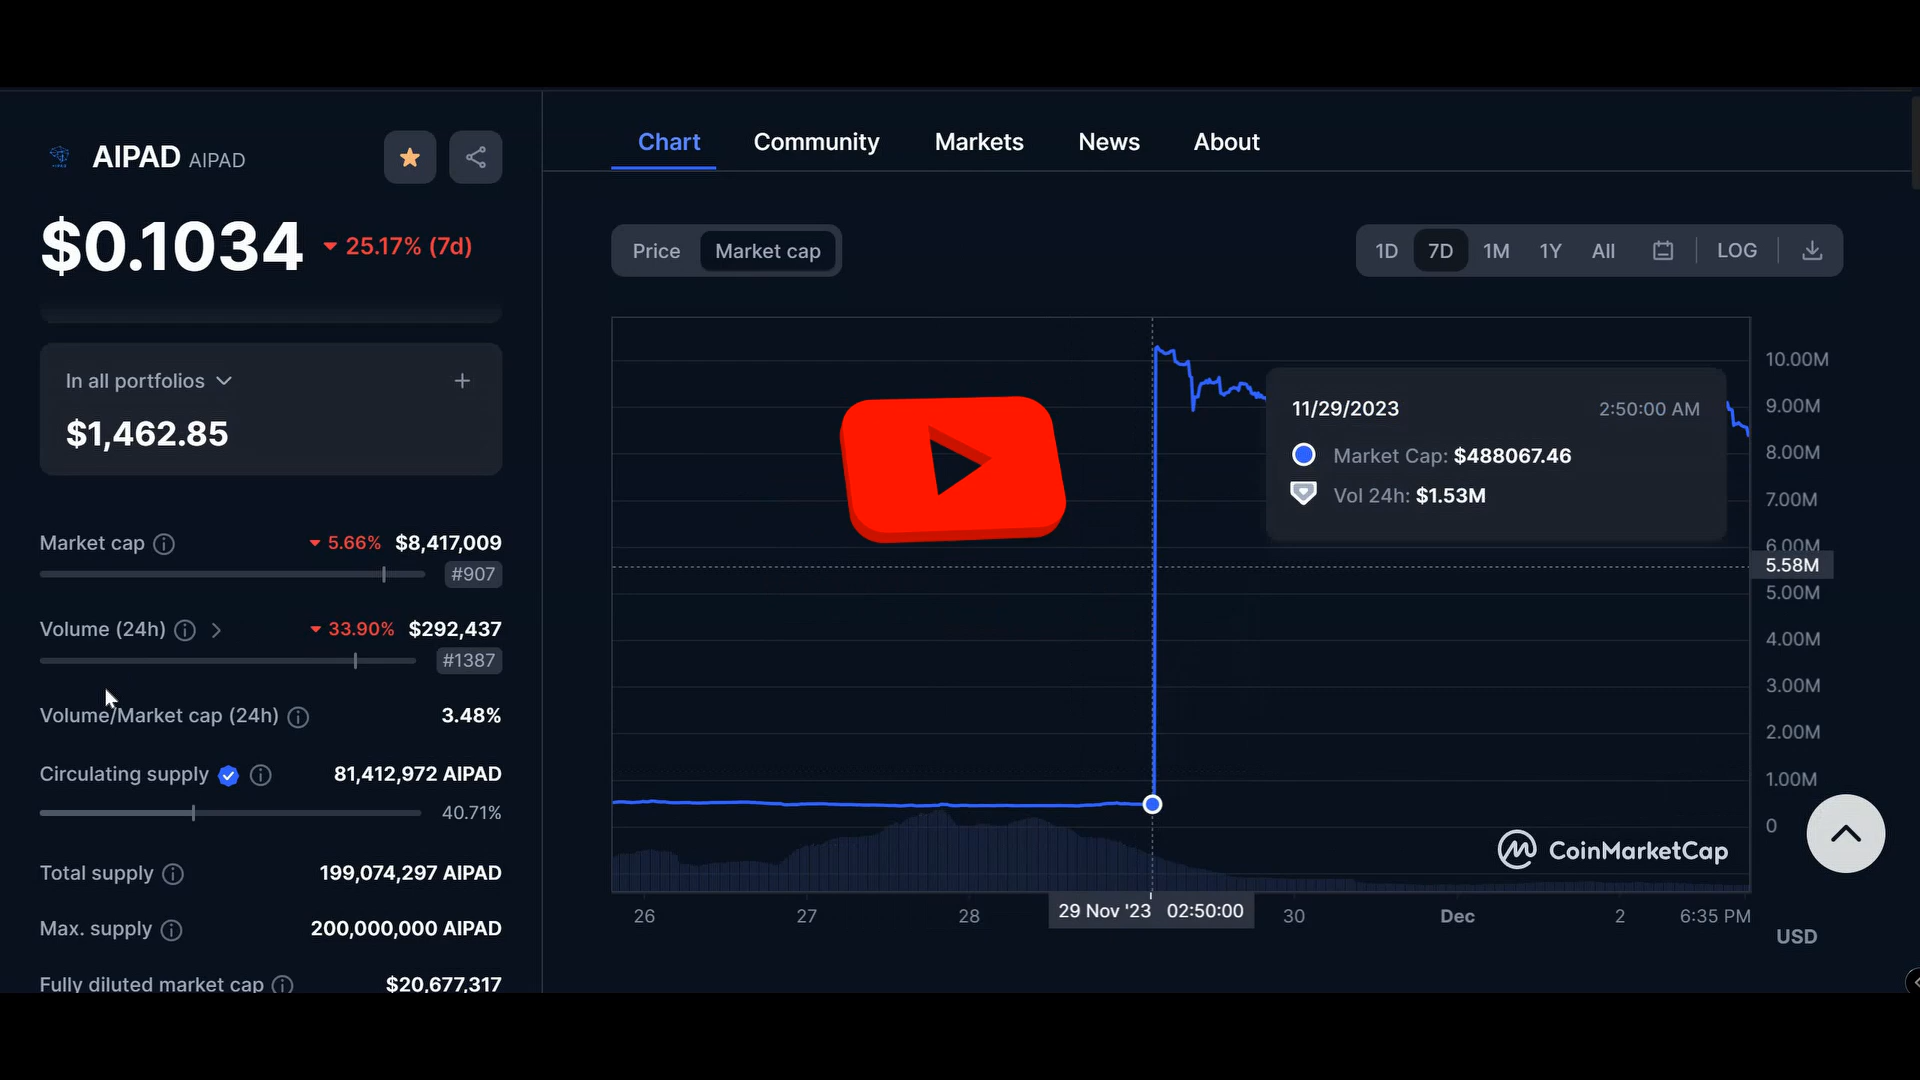 AIPAD AIPAD
$0.1034 25.17% (7d)
In all portfolios
$1,462.85
Market cap 5.66% $8,417,009
#907
Volume (24h) 33.90% $292,437
#1387
Volume/Market cap (24h) 3.48%
Circulating supply 81,412,972 AIPAD
40.71%
Total supply 199,074,297 AIPAD
Max. supply 200,000,000 AIPAD
Fully diluted market cap $20,677,317
Chart Community Markets News About
Price Market cap
1D 7D 1M 1Y All LOG
11/29/2023 2:50:00 AM
Market Cap: $488067.46
Vol 24h: $1.53M
10.00M
9.00M
8.00M
7.00M
6.00M
5.58M
5.00M
4.00M
3.00M
2.00M
1.00M
0
CoinMarketCap
26 27 28 29 Nov '23 02:50:00 30 Dec 2 6:35 PM
USD